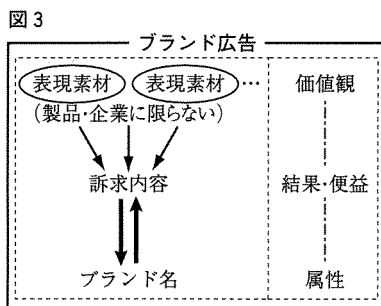 図3
ブランド広告
表現素材 表現素材 … 価値観
(製品・企業に限らない)
訴求内容 結果・便益
ブランド名 属性